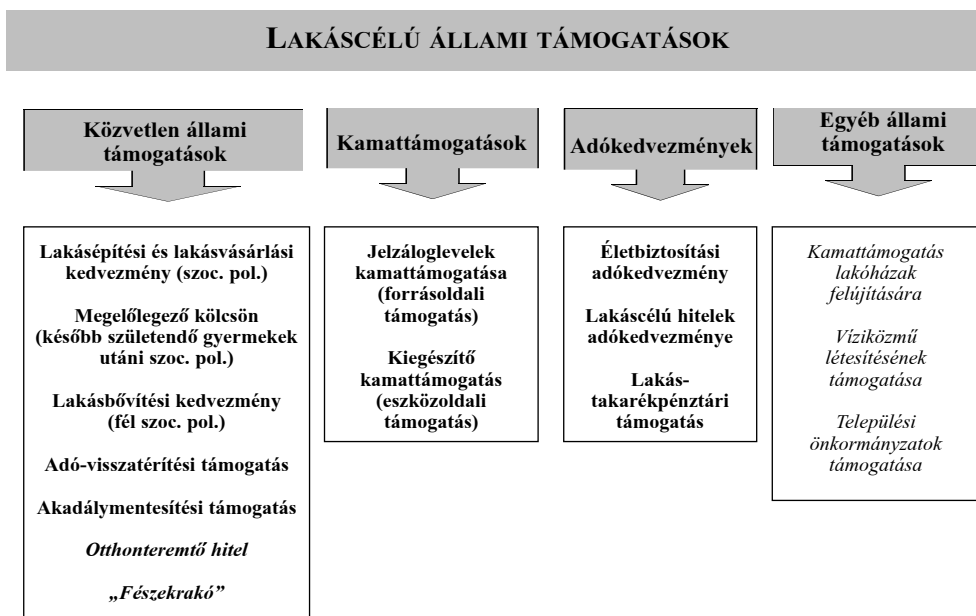 LAKÁSCÉLÚ ÁLLAMI TÁMOGATÁSOK
Közvetlen állami
támogatások
Lakásépítési és lakásvásárlási
kedvezmény (szoc. pol.)
Megelőlegező kölcsön
(később születendő gyermekek
utáni szoc. pol.)
Lakásbővítési kedvezmény
(fél szoc. pol.)
Adó-visszatérítési támogatás
Akadálymentesítési támogatás
Otthonteremtő hitel
„Fészekrakó”
Kamattámogatások
Jelzáloglevelek
kamattámogatása
(forrásoldali
támogatás)
Kiegészítő
kamattámogatás
(eszközoldali
támogatás)
Adókedvezmények
Életbiztosítási
adókedvezmény
Lakáscélú hitelek
adókedvezménye
Lakás-
takarékpénztári
támogatás
Egyéb állami
támogatások
Kamattámogatás
lakóházak
felújítására
Víziközmű
létesítésének
támogatása
Települési
önkormányzatok
támogatása